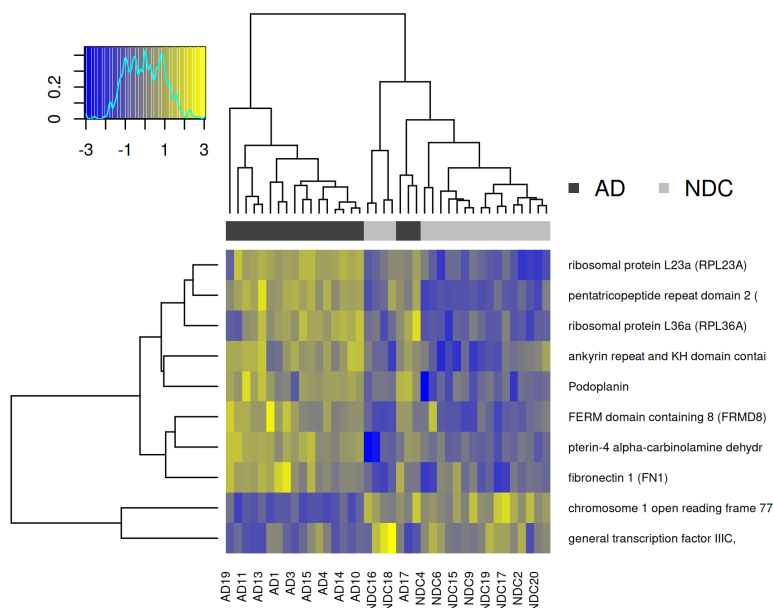 0.2
0
-3 -1 1 3
AD NDC
ribosomal protein L23a (RPL23A)
pentatricopeptide repeat domain 2 (
ribosomal protein L36a (RPL36A)
ankyrin repeat and KH domain contai
Podoplanin
FERM domain containing 8 (FRMD8)
pterin-4 alpha-carbinolamine dehydr
fibronectin 1 (FN1)
chromosome 1 open reading frame 77
general transcription factor IIIC,
AD19 AD11 AD13 AD1 AD3 AD15 AD4 AD14 AD10 NDC16 NDC18 AD17 NDC4 NDC6 NDC15 NDC9 NDC19 NDC17 NDC2 NDC20